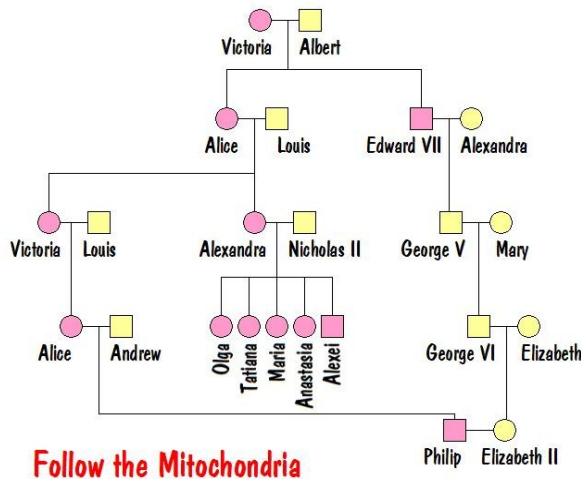 Victoria Albert
Alice Louis Edward VII Alexandra
Victoria Louis Alexandra Nicholas II George V Mary
Alice Andrew Olga Tatiana Maria Anastasia Alexei George VI Elizabeth
Philip Elizabeth II
Follow the Mitochondria